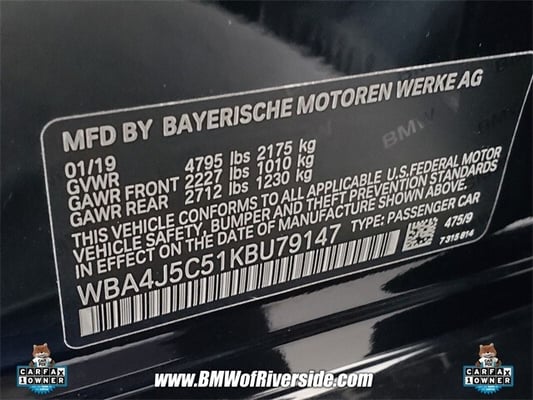 MFD BY BAYERISCHE MOTOREN WERKE AG
01/19
GVWR 4795 lbs 2175 kg
GAWR FRONT 2227 lbs 1010 kg
GAWR REAR 2712 lbs 1230 kg
THIS VEHICLE CONFORMS TO ALL APPLICABLE U.S.FEDERAL MOTOR
VEHICLE SAFETY, BUMPER AND THEFT PREVENTION STANDARDS
IN EFFECT ON THE DATE OF MANUFACTURE SHOWN ABOVE.
WBA4J5C51KBU79147 TYPE: PASSENGER CAR
475/9
7 315 814
BMW
CARFAX
1 OWNER
www.BMWofRiverside.com
CARFAX
1 OWNER